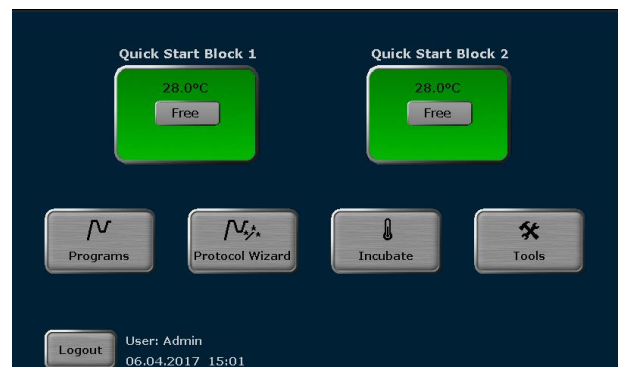 Quick Start Block 1
Quick Start Block 2
28.0°C
28.0°C
Free
Free
Programs
Protocol Wizard
Incubate
Tools
Logout
User: Admin
06.04.2017 15:01